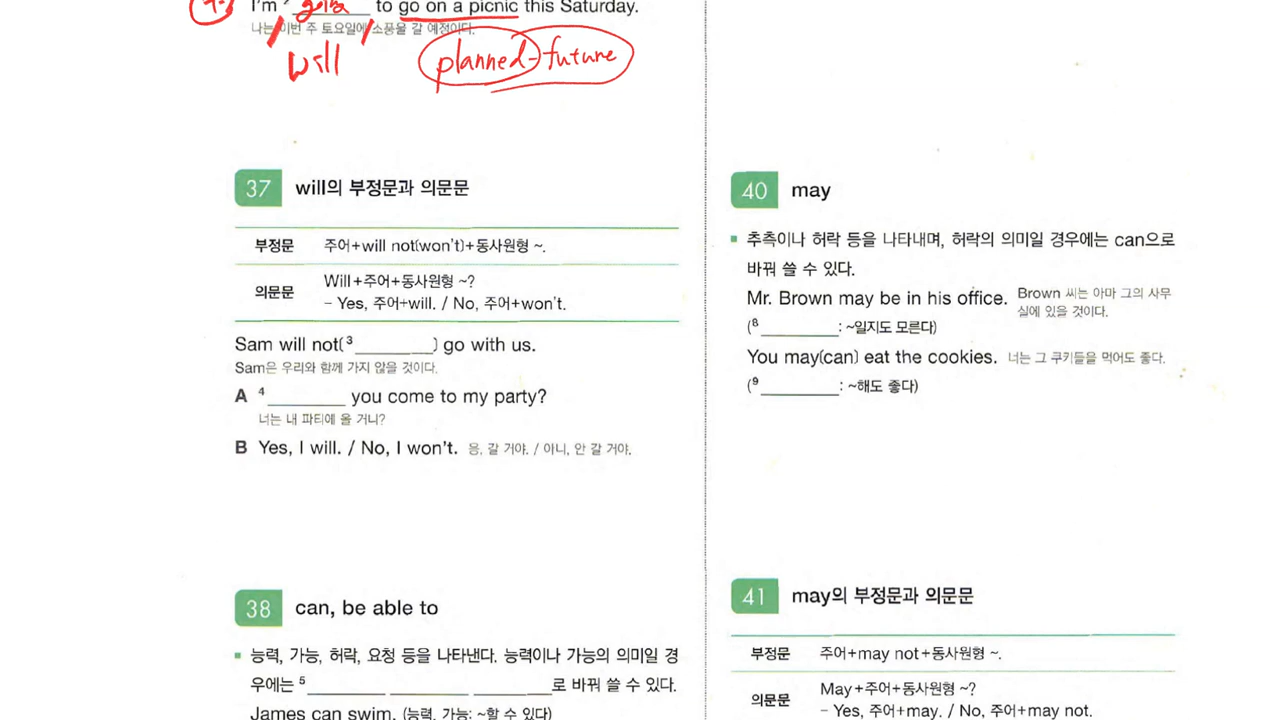 I'm 2 going to go on a picnic this Saturday.
나는 이번 주 토요일에 소풍을 갈 예정이다.
will
planned-future
37 will의 부정문과 의문문
부정문 주어+will not(won't)+동사원형 ~.
의문문 Will+주어+동사원형 ~?
– Yes, 주어+will. / No, 주어+won't.
Sam will not(3________) go with us.
Sam은 우리와 함께 가지 않을 것이다.
A 4________ you come to my party?
너는 내 파티에 올 거니?
B Yes, I will. / No, I won't. 응, 갈 거야. / 아니, 안 갈 거야.
38 can, be able to
능력, 가능, 허락, 요청 등을 나타낸다. 능력이나 가능의 의미일 경
우에는 5________ ________ ________로 바꿔 쓸 수 있다.
James can swim. (능력, 가능: ~할 수 있다)
40 may
추측이나 허락 등을 나타내며, 허락의 의미일 경우에는 can으로
바꿔 쓸 수 있다.
Mr. Brown may be in his office. Brown 씨는 아마 그의 사무
실에 있을 것이다.
(8________: ~일지도 모른다)
You may(can) eat the cookies. 너는 그 쿠키들을 먹어도 좋다.
(9________: ~해도 좋다)
41 may의 부정문과 의문문
부정문 주어+may not+동사원형 ~.
의문문 May+주어+동사원형 ~?
– Yes, 주어+may. / No, 주어+may not.